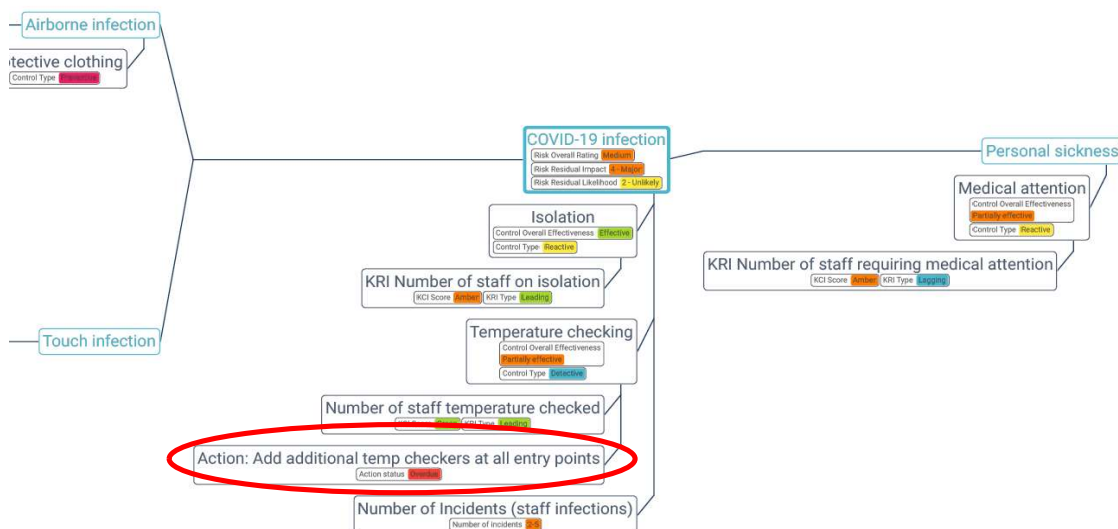 Airborne infection
tective clothing
Control Type Preventive
COVID-19 infection
Risk Overall Rating Medium
Risk Residual Impact 4 - Major
Risk Residual Likelihood 2 - Unlikely
Personal sickness
Medical attention
Control Overall Effectiveness
Partially effective
Control Type Reactive
Isolation
Control Overall Effectiveness Effective
Control Type Reactive
KRI Number of staff requiring medical attention
KCI Score Amber KRI Type Lagging
KRI Number of staff on isolation
KCI Score Amber KRI Type Leading
Temperature checking
Control Overall Effectiveness
Partially effective
Control Type Detective
Touch infection
Number of staff temperature checked
KCI Score Green KRI Type Leading
Action: Add additional temp checkers at all entry points
Action status Overdue
Number of Incidents (staff infections)
Number of incidents 2-5